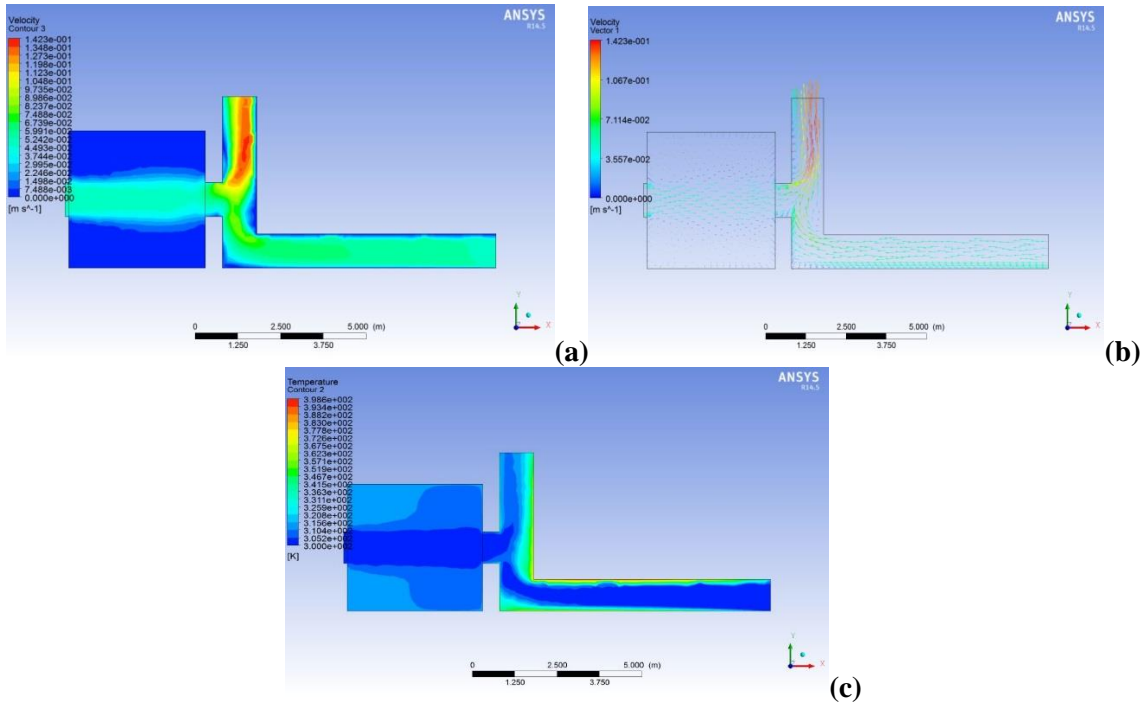 Velocity
Contour 3
1.423e-001
1.348e-001
1.273e-001
1.198e-001
1.123e-001
1.048e-001
9.735e-002
8.986e-002
8.237e-002
7.488e-002
6.739e-002
5.991e-002
5.242e-002
4.493e-002
3.744e-002
2.995e-002
2.246e-002
1.498e-002
7.488e-003
0.000e+000
[m s^-1]
ANSYS
R14.5
0 2.500 5.000 (m)
1.250 3.750
Y
X
(a)
Velocity
Vector 1
1.423e-001
1.067e-001
7.114e-002
3.557e-002
0.000e+000
[m s^-1]
ANSYS
R14.5
0 2.500 5.000 (m)
1.250 3.750
Y
X
(b)
Temperature
Contour 2
3.986e+002
3.934e+002
3.882e+002
3.830e+002
3.778e+002
3.726e+002
3.675e+002
3.623e+002
3.571e+002
3.519e+002
3.467e+002
3.415e+002
3.363e+002
3.311e+002
3.259e+002
3.208e+002
3.156e+002
3.104e+002
3.052e+002
3.000e+002
[K]
ANSYS
R14.5
0 2.500 5.000 (m)
1.250 3.750
Y
X
(c)